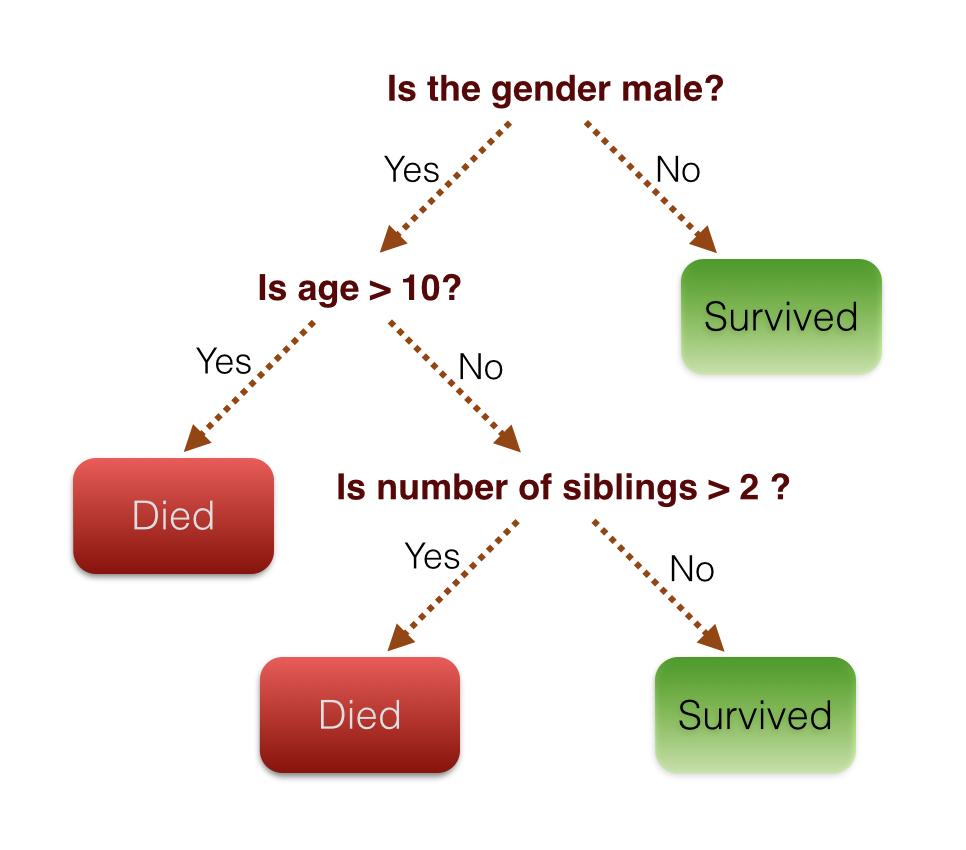 Is the gender male?
Yes
No
Is age > 10?
Survived
Yes
No
Died
Is number of siblings > 2 ?
Yes
No
Died
Survived